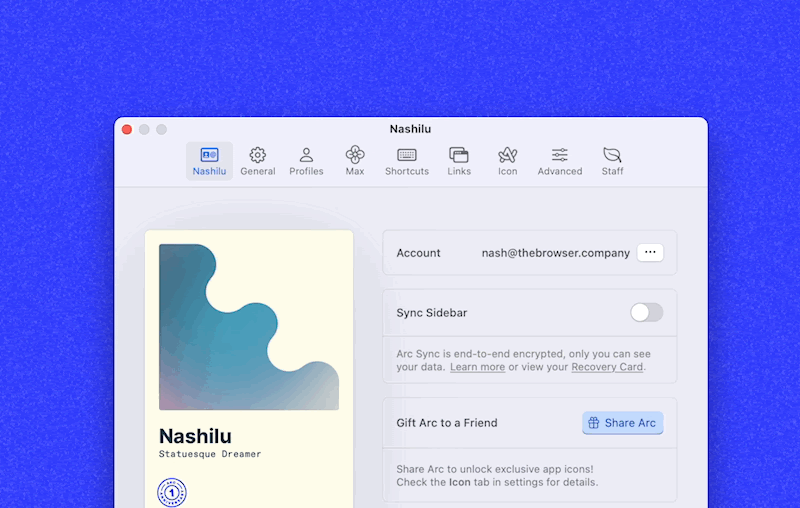 Nashilu
Nashilu General Profiles Max Shortcuts Links Icon Advanced Staff
Account nash@thebrowser.company ...
Sync Sidebar
Arc Sync is end-to-end encrypted, only you can see
your data. Learn more or view your Recovery Card.
Gift Arc to a Friend Share Arc
Share Arc to unlock exclusive app icons!
Check the Icon tab in settings for details.
Nashilu
Statuesque Dreamer
1